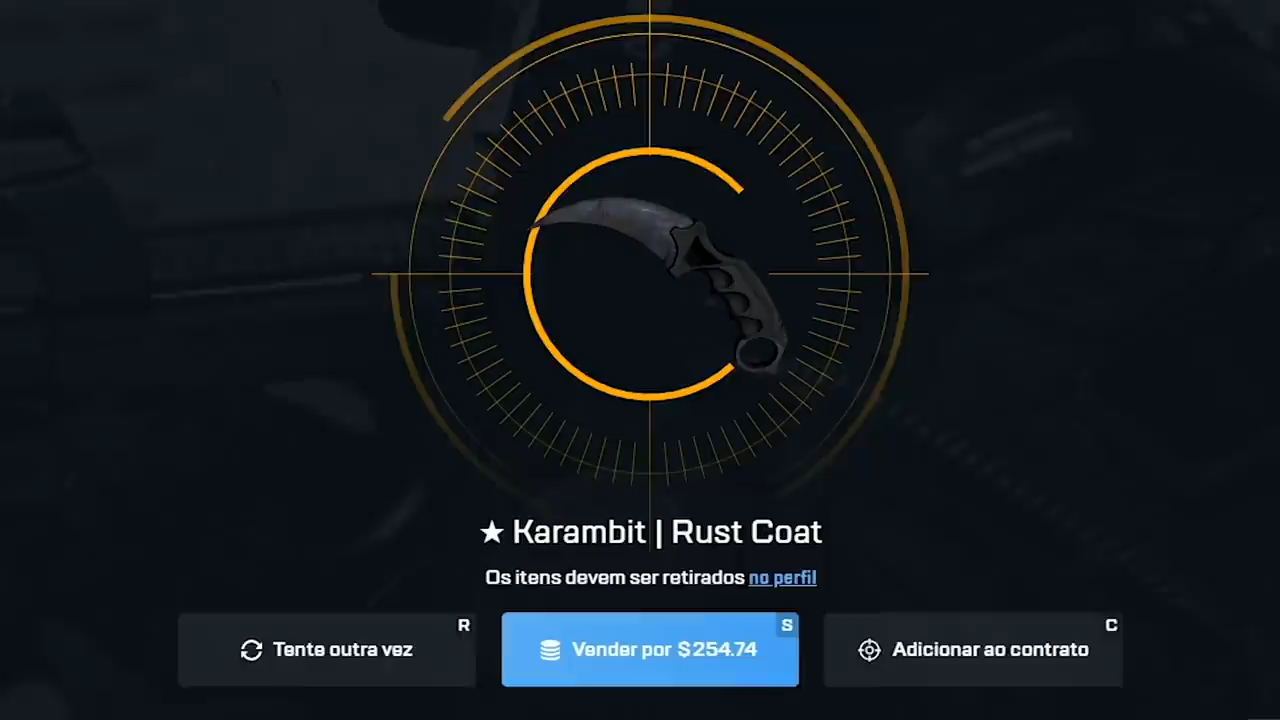 ★ Karambit | Rust Coat
Os itens devem ser retirados no perfil
Tente outra vez
R
Vender por $254.74
S
Adicionar ao contrato
C